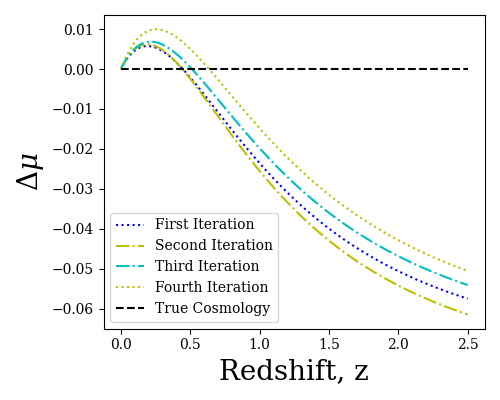 0.01
0.00
−0.01
−0.02
−0.03
−0.04
−0.05
−0.06
Δμ
First Iteration
Second Iteration
Third Iteration
Fourth Iteration
True Cosmology
0.0 0.5 1.0 1.5 2.0 2.5
Redshift, z